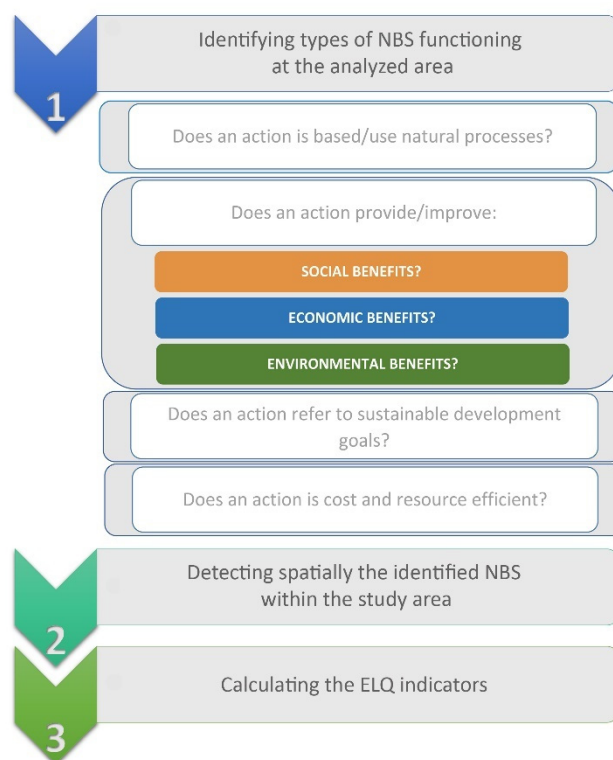 1
Identifying types of NBS functioning
at the analyzed area
Does an action is based/use natural processes?
Does an action provide/improve:
SOCIAL BENEFITS?
ECONOMIC BENEFITS?
ENVIRONMENTAL BENEFITS?
Does an action refer to sustainable development
goals?
Does an action is cost and resource efficient?
2
Detecting spatially the identified NBS
within the study area
3
Calculating the ELQ indicators